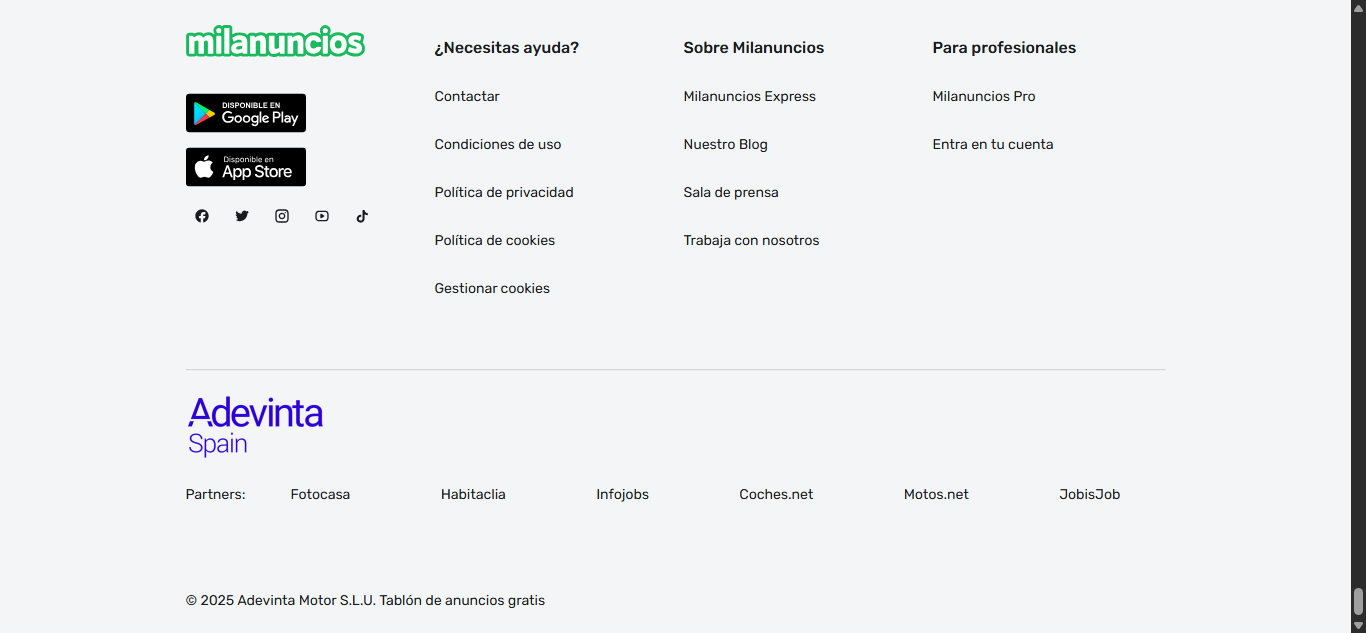 milanuncios
DISPONIBLE EN
Google Play
Disponible en
App Store
¿Necesitas ayuda?
Contactar
Condiciones de uso
Política de privacidad
Política de cookies
Gestionar cookies
Sobre Milanuncios
Milanuncios Express
Nuestro Blog
Sala de prensa
Trabaja con nosotros
Para profesionales
Milanuncios Pro
Entra en tu cuenta
Adevinta
Spain
Partners: Fotocasa Habitaclia Infojobs Coches.net Motos.net JobisJob
© 2025 Adevinta Motor S.L.U. Tablón de anuncios gratis